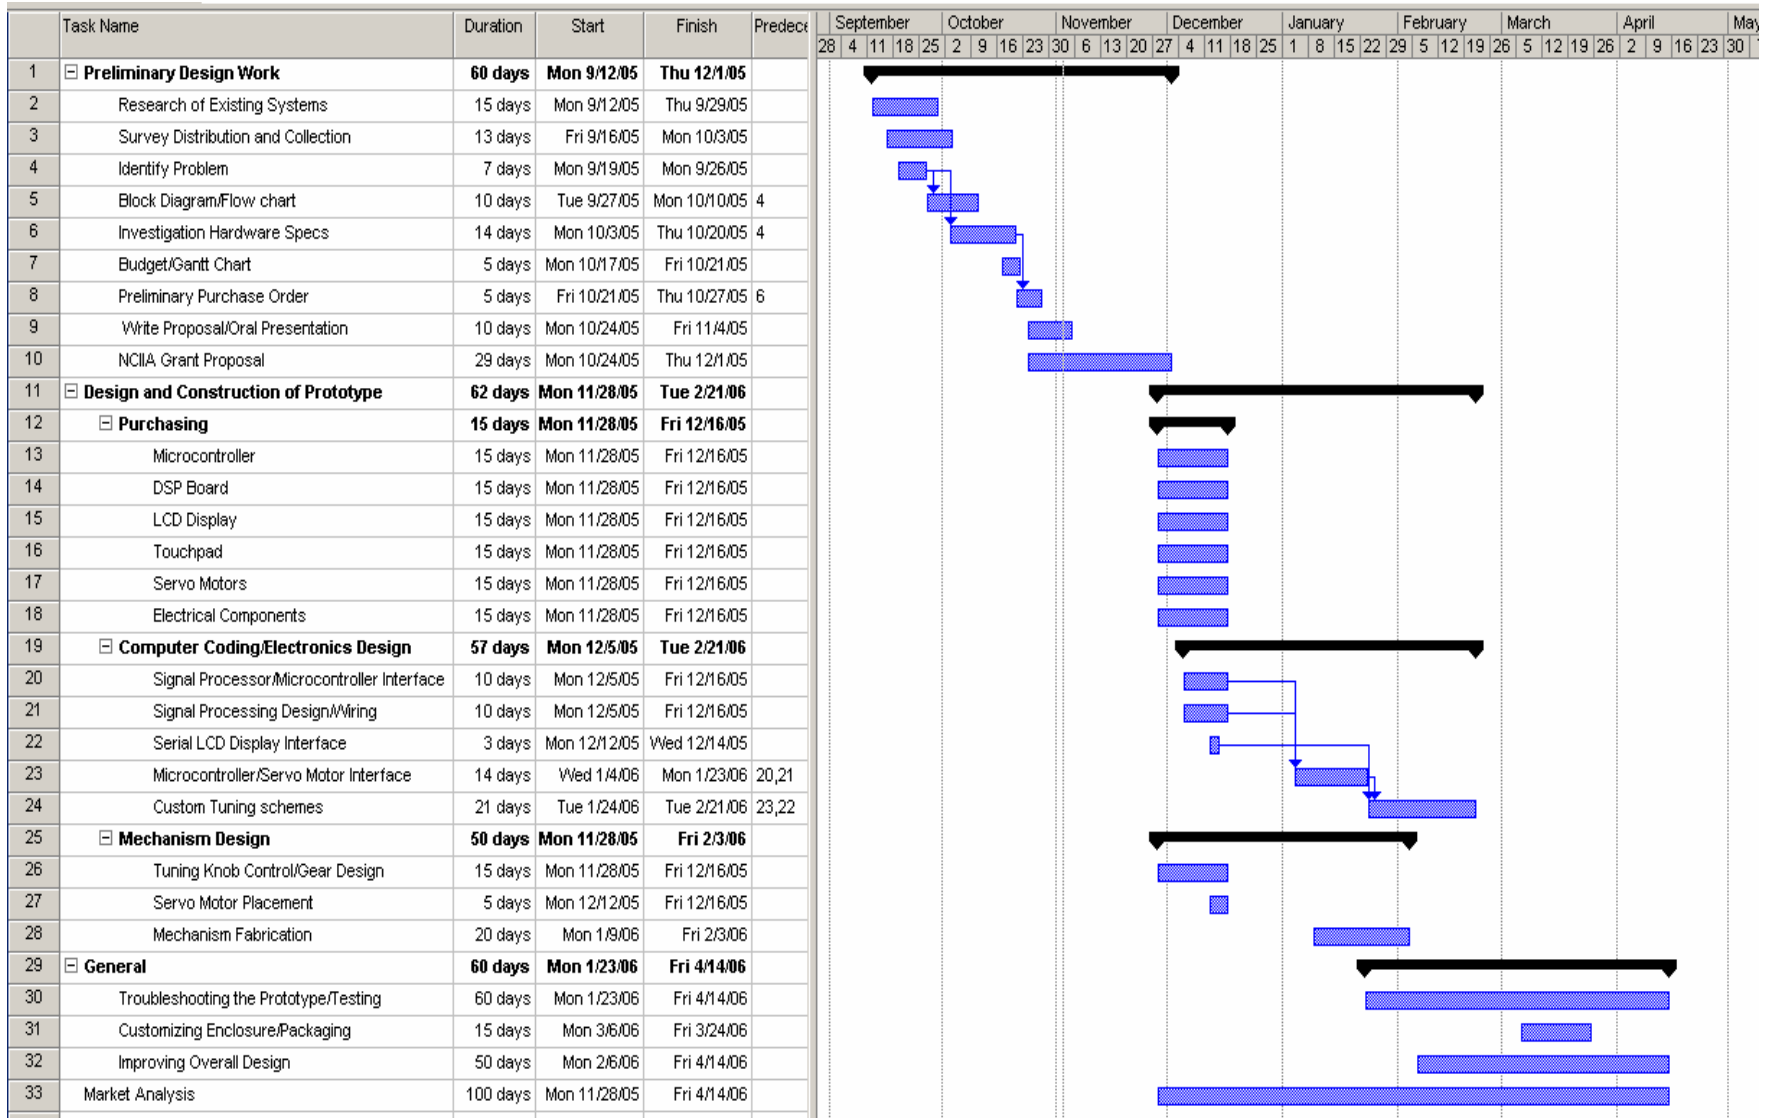 Task Name Duration Start Finish Predece September October November December January February March April May
28 4 11 18 25 2 9 16 23 30 6 13 20 27 4 11 18 25 1 8 15 22 29 5 12 19 26 5 12 19 26 2 9 16 23 30
1 Preliminary Design Work 60 days Mon 9/12/05 Thu 12/1/05
2 Research of Existing Systems 15 days Mon 9/12/05 Thu 9/29/05
3 Survey Distribution and Collection 13 days Fri 9/16/05 Mon 10/3/05
4 Identify Problem 7 days Mon 9/19/05 Mon 9/26/05
5 Block Diagram/Flow chart 10 days Tue 9/27/05 Mon 10/10/05 4
6 Investigation Hardware Specs 14 days Mon 10/3/05 Thu 10/20/05 4
7 Budget/Gantt Chart 5 days Mon 10/17/05 Fri 10/21/05
8 Preliminary Purchase Order 5 days Fri 10/21/05 Thu 10/27/05 6
9 Write Proposal/Oral Presentation 10 days Mon 10/24/05 Fri 11/4/05
10 NCIIA Grant Proposal 29 days Mon 10/24/05 Thu 12/1/05
11 Design and Construction of Prototype 62 days Mon 11/28/05 Tue 2/21/06
12 Purchasing 15 days Mon 11/28/05 Fri 12/16/05
13 Microcontroller 15 days Mon 11/28/05 Fri 12/16/05
14 DSP Board 15 days Mon 11/28/05 Fri 12/16/05
15 LCD Display 15 days Mon 11/28/05 Fri 12/16/05
16 Touchpad 15 days Mon 11/28/05 Fri 12/16/05
17 Servo Motors 15 days Mon 11/28/05 Fri 12/16/05
18 Electrical Components 15 days Mon 11/28/05 Fri 12/16/05
19 Computer Coding/Electronics Design 57 days Mon 12/5/05 Tue 2/21/06
20 Signal Processor/Microcontroller Interface 10 days Mon 12/5/05 Fri 12/16/05
21 Signal Processing Design/Wiring 10 days Mon 12/5/05 Fri 12/16/05
22 Serial LCD Display Interface 3 days Mon 12/12/05 Wed 12/14/05
23 Microcontroller/Servo Motor Interface 14 days Wed 1/4/06 Mon 1/23/06 20,21
24 Custom Tuning schemes 21 days Tue 1/24/06 Tue 2/21/06 23,22
25 Mechanism Design 50 days Mon 11/28/05 Fri 2/3/06
26 Tuning Knob Control/Gear Design 15 days Mon 11/28/05 Fri 12/16/05
27 Servo Motor Placement 5 days Mon 12/12/05 Fri 12/16/05
28 Mechanism Fabrication 20 days Mon 1/9/06 Fri 2/3/06
29 General 60 days Mon 1/23/06 Fri 4/14/06
30 Troubleshooting the Prototype/Testing 60 days Mon 1/23/06 Fri 4/14/06
31 Customizing Enclosure/Packaging 15 days Mon 3/6/06 Fri 3/24/06
32 Improving Overall Design 50 days Mon 2/6/06 Fri 4/14/06
33 Market Analysis 100 days Mon 11/28/05 Fri 4/14/06